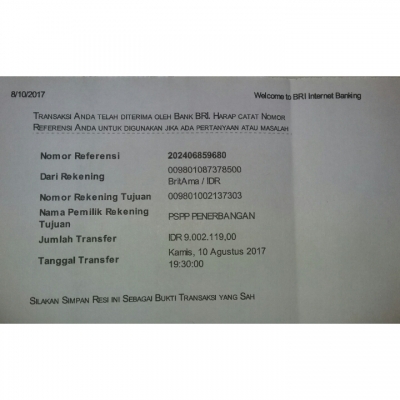 8/10/2017 Welcome to BRI Internet Banking
TRANSAKSI ANDA TELAH DITERIMA OLEH BANK BRI. HARAP CATAT NOMOR
REFERENSI ANDA UNTUK DIGUNAKAN JIKA ADA PERTANYAAN ATAU MASALAH
Nomor Referensi 202406859680
Dari Rekening 009801087378500
BritAma / IDR
Nomor Rekening Tujuan 009801002137303
Nama Pemilik Rekening
Tujuan PSPP PENERBANGAN
Jumlah Transfer IDR 9.002.119,00
Tanggal Transfer Kamis, 10 Agustus 2017
19:30:00
SILAKAN SIMPAN RESI INI SEBAGAI BUKTI TRANSAKSI YANG SAH